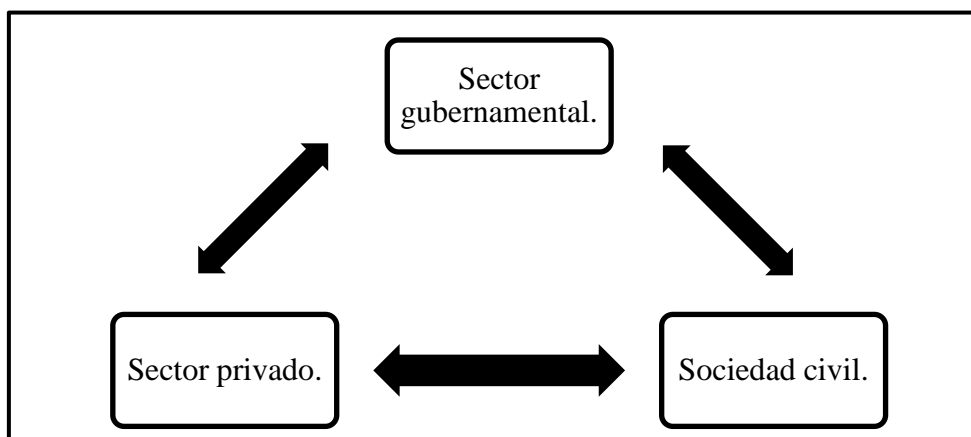 Sector
gubernamental.
Sector privado.
Sociedad civil.